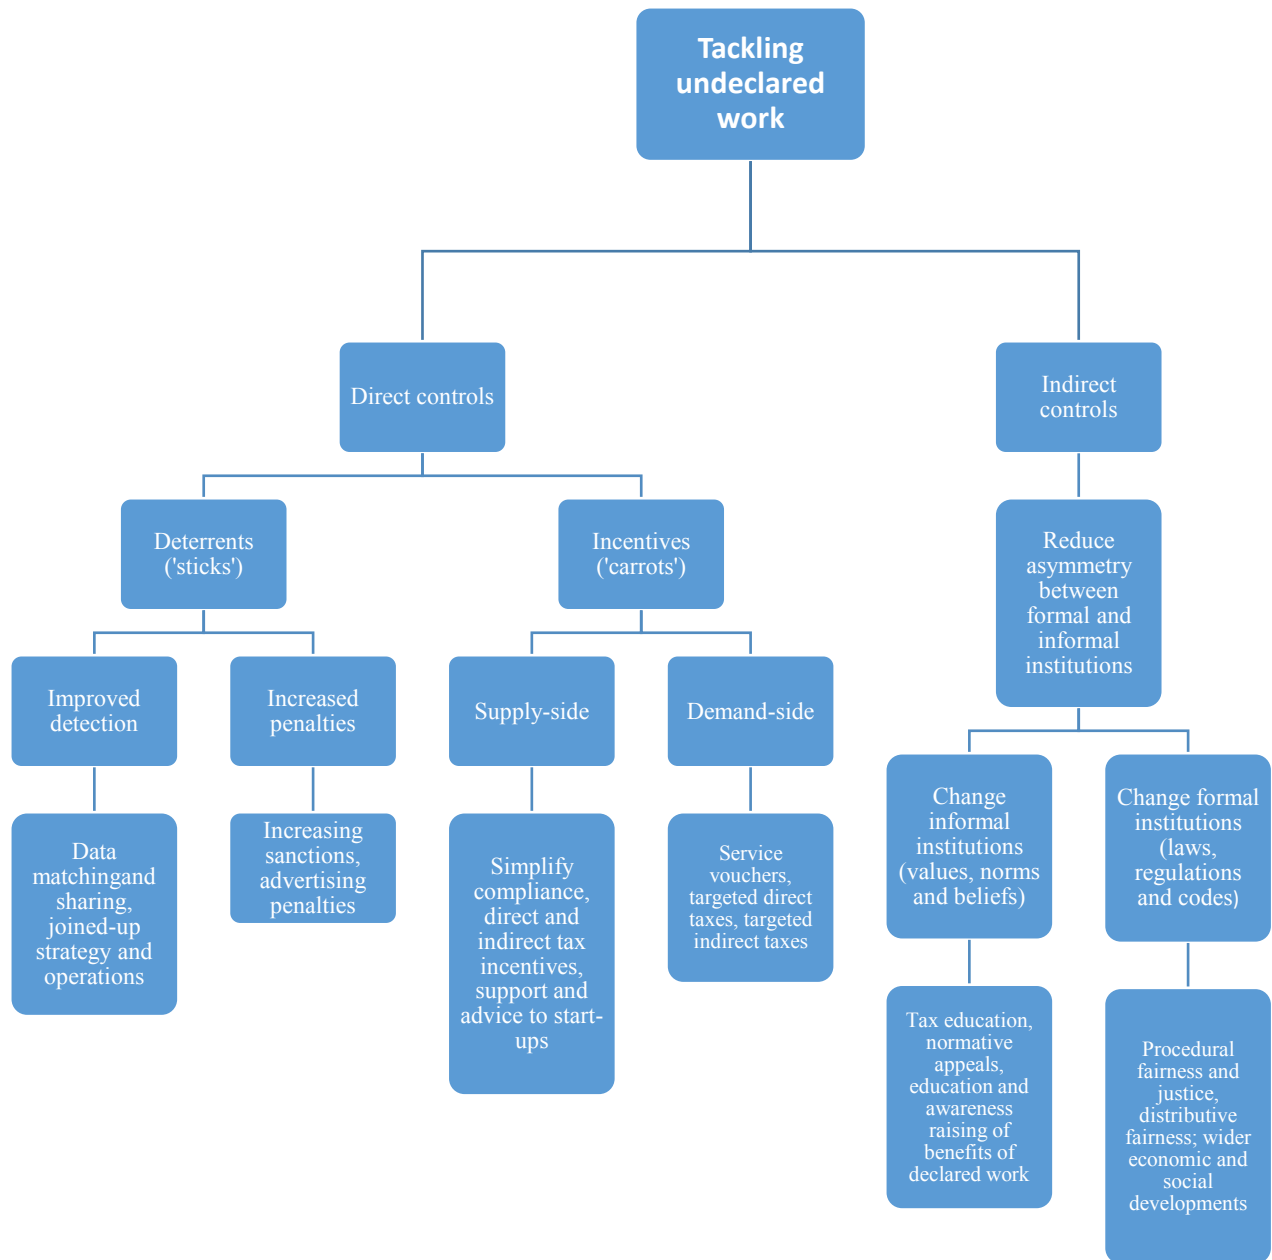 Tackling
undeclared
work
Direct controls
Indirect
controls
Deterrents
('sticks')
Incentives
('carrots')
Reduce
asymmetry
between
formal and
informal
institutions
Improved
detection
Increased
penalties
Supply-side
Demand-side
Change
informal
institutions
(values, norms
and beliefs)
Change formal
institutions
(laws,
regulations
and codes)
Data
matchingand
sharing,
joined-up
strategy and
operations
Increasing
sanctions,
advertising
penalties
Simplify
compliance,
direct and
indirect tax
incentives,
support and
advice to start-
ups
Service
vouchers,
targeted direct
taxes, targeted
indirect taxes
Tax education,
normative
appeals,
education and
awareness
raising of
benefits of
declared work
Procedural
fairness and
justice,
distributive
fairness; wider
economic and
social
developments